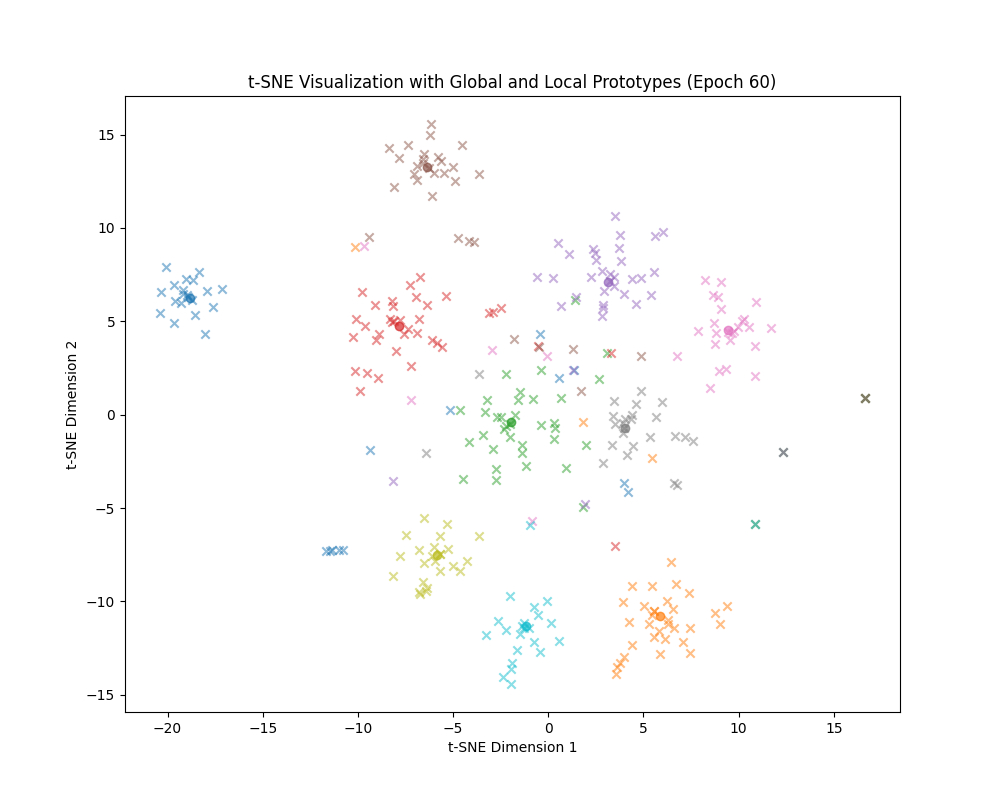 t-SNE Visualization with Global and Local Prototypes (Epoch 60)
15
10
5
0
−5
−10
−15
t-SNE Dimension 2
−20 −15 −10 −5 0 5 10 15
t-SNE Dimension 1